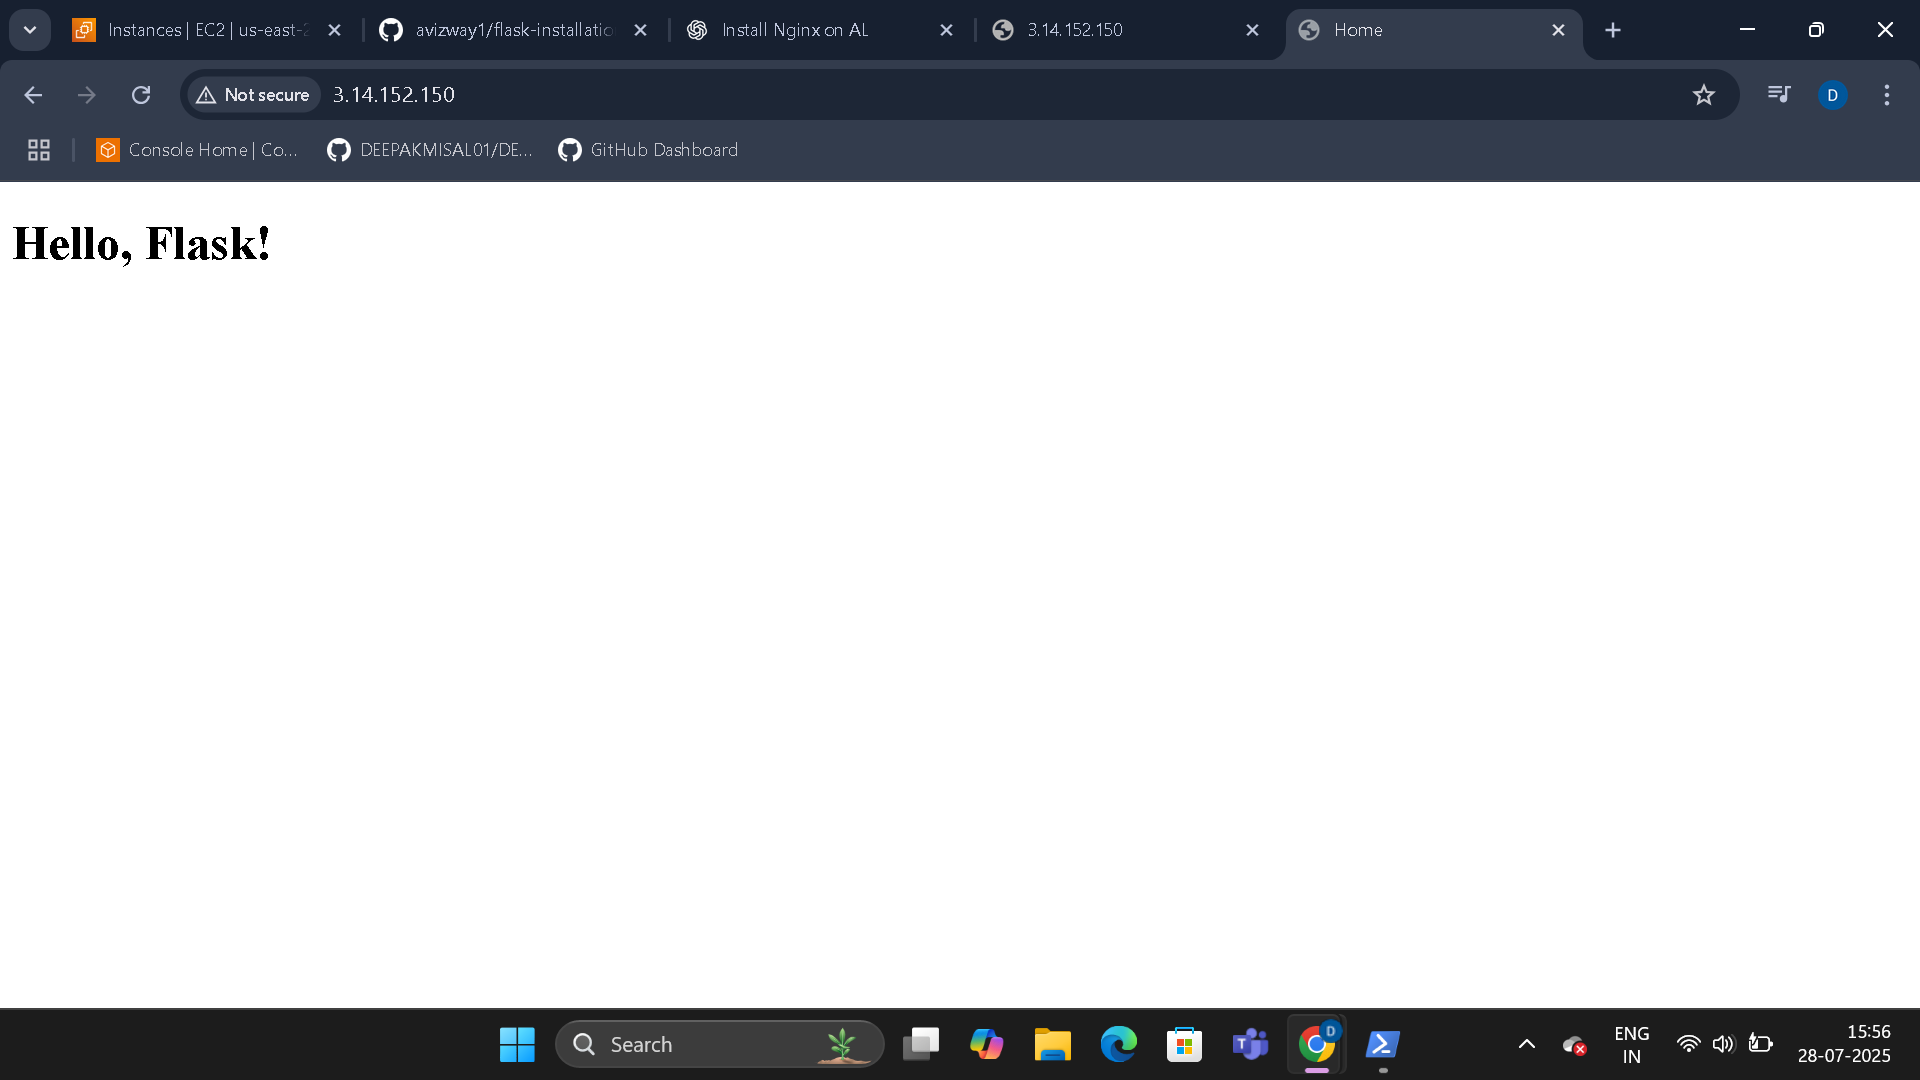 Instances | EC2 | us-east-2
avizway1/flask-installatio
Install Nginx on AL
3.14.152.150
Home
Not secure
3.14.152.150
D
Console Home | Co...
DEEPAKMISAL01/DE...
GitHub Dashboard
Hello, Flask!
Search
D
ENG
IN
15:56
28-07-2025